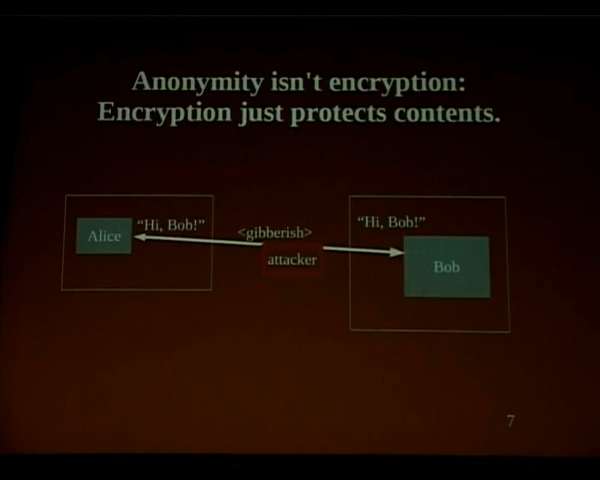 Anonymity isn't encryption:
Encryption just protects contents.
“Hi, Bob!”
Alice
<gibberish>
attacker
“Hi, Bob!”
Bob
7